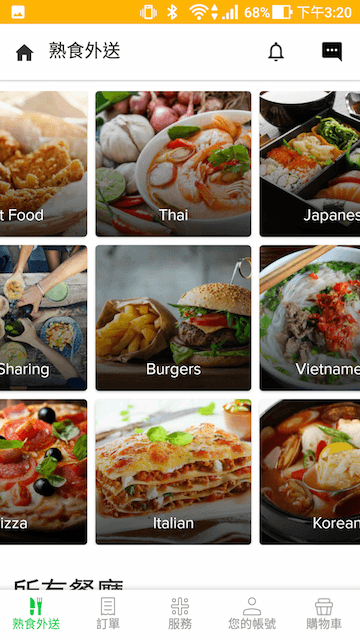 68% 下午3:20
熟食外送
t Food
Thai
Japanes
Sharing
Burgers
Vietname
izza
Italian
Korean
所有餐廳
熟食外送
訂單
服務
您的帳號
購物車